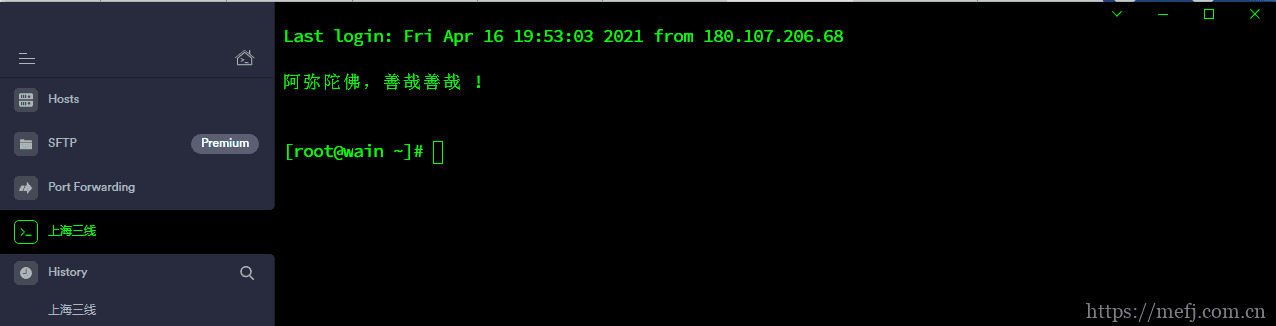 Last login: Fri Apr 16 19:53:03 2021 from 180.107.206.68
阿弥陀佛，善哉善哉 ！
[root@wain ~]#
Hosts
SFTP
Premium
Port Forwarding
上海三线
History
上海三线
https://mefj.com.cn